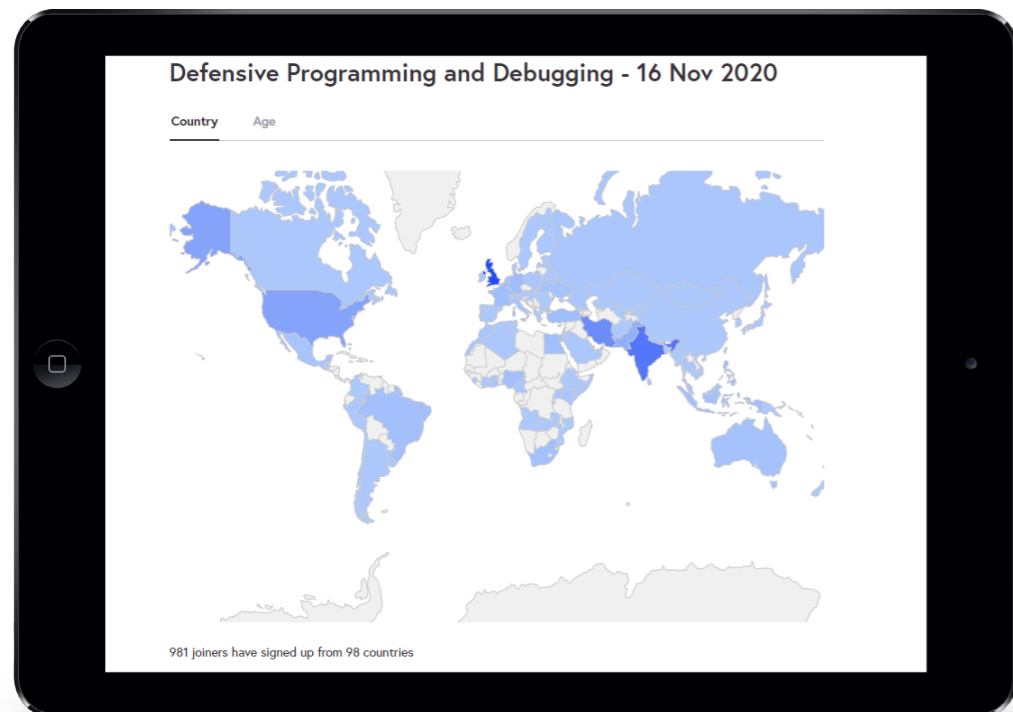 Defensive Programming and Debugging - 16 Nov 2020
Country Age
981 joiners have signed up from 98 countries